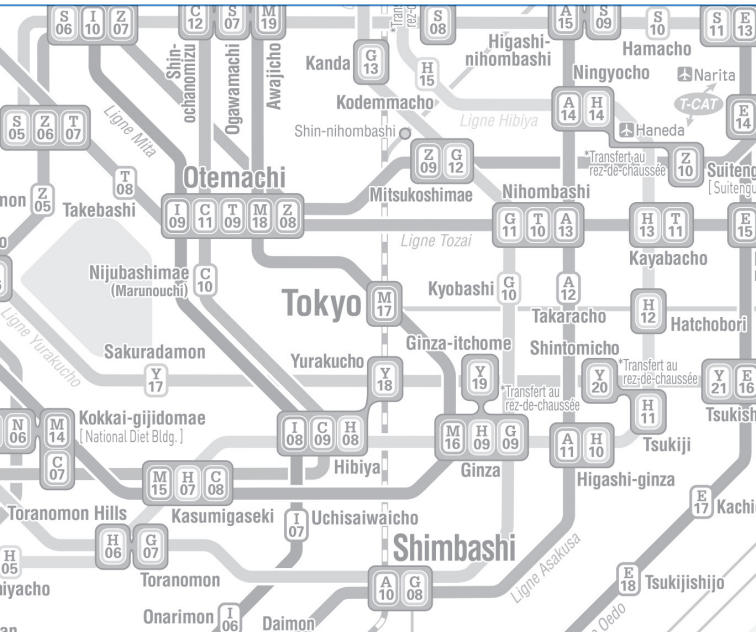 S 06 I 10 Z 07
C 12 S 07 M 19
S 08
A 15 S 09
S 10
S 11 E 13
Shin-
ochanomizu
Ogawamachi
Awajicho
Kanda
G 13
H 15
Higashi-
nihombashi
Hamacho
Ningyocho
Narita
T-CAT
Kodemmacho
Ligne Hibiya
A 14 H 14
Haneda
E 14
S 05 Z 06 T 07
Ligne Mita
Shin-nihombashi
*Transfert au
rez-de-chaussée
Z 09 G 12
Z 10
T 08
Otemachi
Mitsukoshimae
Nihombashi
Z 05
Takebashi
I 09 C 11 T 09 M 18 Z 08
G 11 T 10 A 13
H 13 T 11
E 15
Ligne Tozai
Kayabacho
Nijubashimae
(Marunouchi)
C 10
Tokyo
M 17
Kyobashi
G 10
A 12
Takaracho
H 12
Hatchobori
Ligne Yurakucho
Sakuradamon
Y 17
Yurakucho
Y 18
Ginza-itchome
Y 19
Shintomicho
Y 20
*Transfert au
rez-de-chaussée
*Transfert au
rez-de-chaussée
Y 21 E 16
H 11
Tsukiji
N 06 M 14
C 07
Kokkai-gijidomae
[ National Diet Bldg. ]
I 08 C 09 H 08
Hibiya
M 16 H 09 G 09
Ginza
A 11 H 10
Higashi-ginza
M 15 H 07 C 08
Kasumigaseki
E 17
Toranomon Hills
H 06 G 07
Toranomon
I 07
Uchisaiwaicho
Shimbashi
A 10 G 08
Ligne Asakusa
H 05
E 18
Tsukijishijo
Onarimon
I 06
Daimon
Oedo